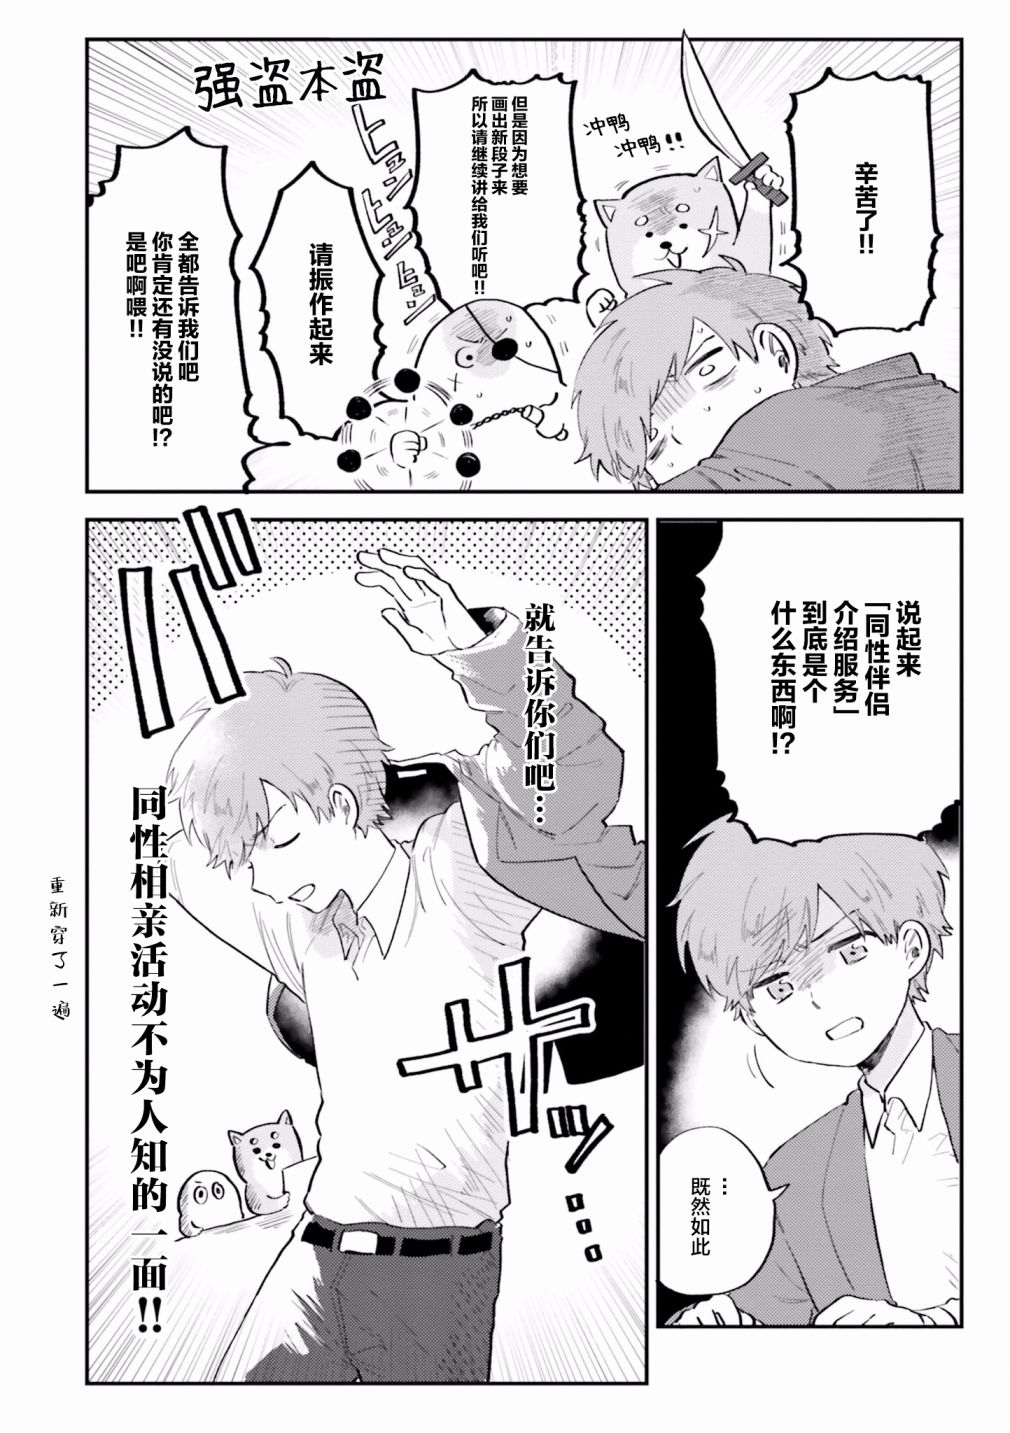 辛苦了!!
冲鸭
冲鸭!!
但是因为想要
画出新段子来
所以请继续讲给我们听吧!!
强盗本盗
ヒュン
ヒュン
ヒュン
请振作起来
全都告诉我们吧
你肯定还有没说的吧!?
是吧啊喂!!
说起来
「同性伴侣
介绍服务」
到底是个
什么东西啊!?
…
既然如此
就告诉你们吧…
バサッ…
同性相亲活动不为人知的一面!!
重新穿了一遍